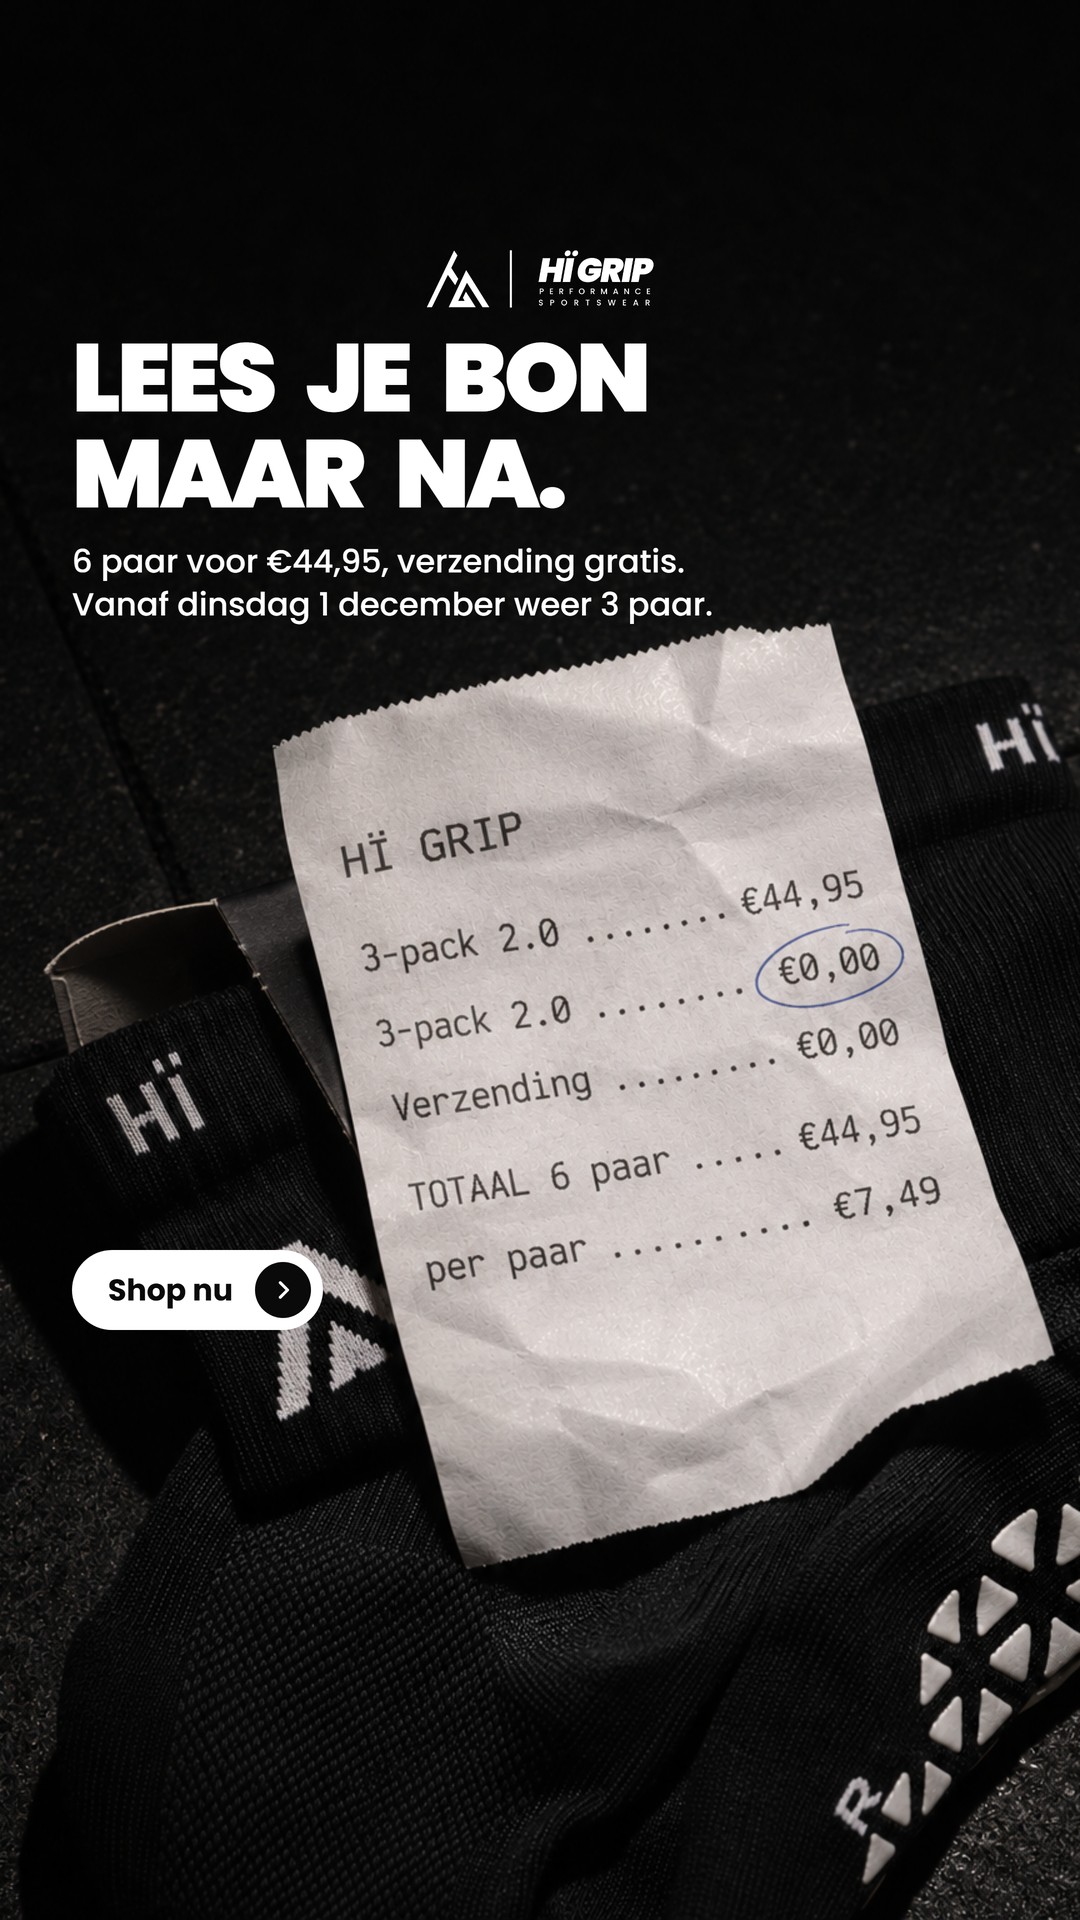 HÏ GRIP
PERFORMANCE
SPORTSWEAR
LEES JE BON
MAAR NA.
6 paar voor €44,95, verzending gratis.
Vanaf dinsdag 1 december weer 3 paar.
HÏ
HÏ GRIP
3-pack 2.0 ........ €44,95
3-pack 2.0 ........ €0,00
Verzending ......... €0,00
TOTAAL 6 paar ..... €44,95
per paar .......... €7,49
HÏ
Shop nu
R